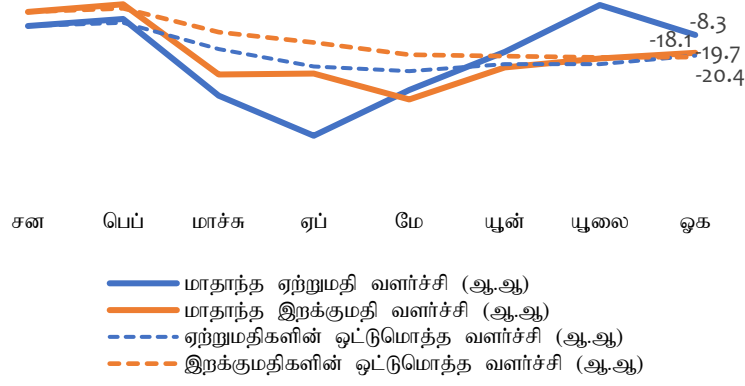 -8.3
-18.1
-19.7
-20.4
சன பெப் மாச்சு ஏப் மே யூன் யூலை ஓக
மாதாந்த ஏற்றுமதி வளர்ச்சி (ஆ.ஆ)
மாதாந்த இறக்குமதி வளர்ச்சி (ஆ.ஆ)
ஏற்றுமதிகளின் ஒட்டுமொத்த வளர்ச்சி (ஆ.ஆ)
இறக்குமதிகளின் ஒட்டுமொத்த வளர்ச்சி (ஆ.ஆ)